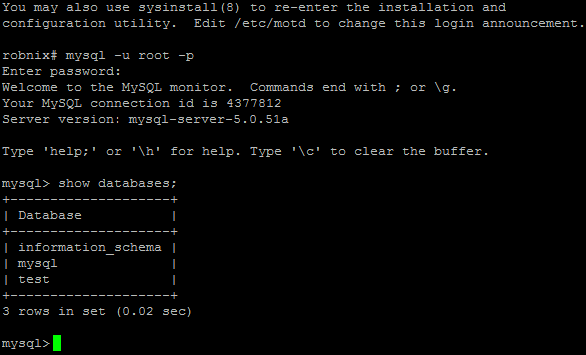 You may also use sysinstall(8) to re-enter the installation and
configuration utility.  Edit /etc/motd to change this login announcement.
robnix# mysql -u root -p
Enter password:
Welcome to the MySQL monitor.  Commands end with ; or \g.
Your MySQL connection id is 4377812
Server version: mysql-server-5.0.51a
Type 'help;' or '\h' for help. Type '\c' to clear the buffer.
mysql> show databases;
+--------------------+
| Database           |
+--------------------+
| information_schema |
| mysql              |
| test               |
+--------------------+
3 rows in set (0.02 sec)
mysql>